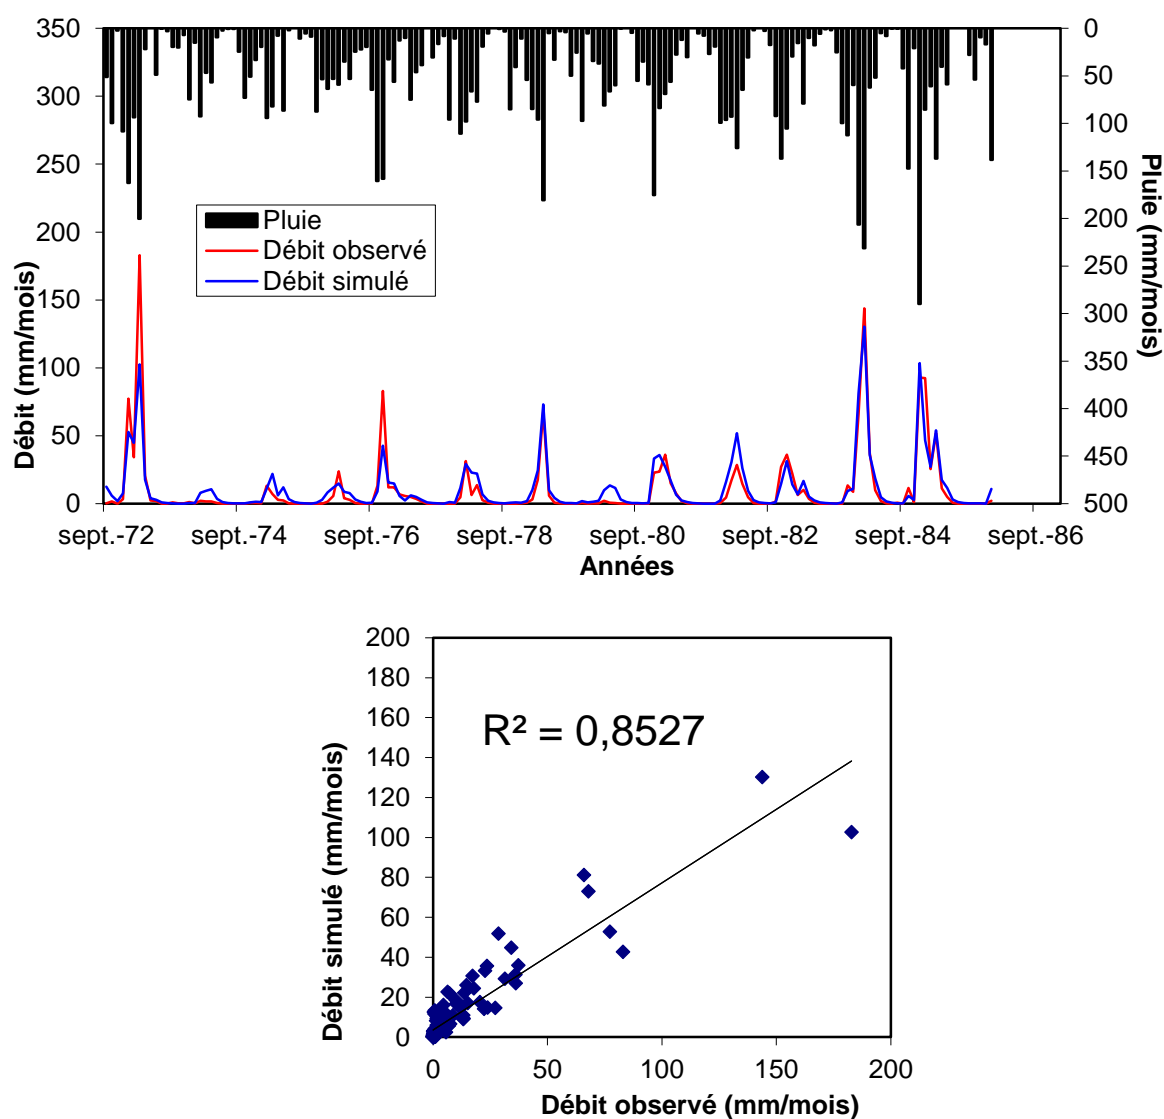 350
300
250
200
150
100
50
0
Débit (mm/mois)
0
50
100
150
200
250
300
350
400
450
500
Pluie (mm/mois)
Pluie
Débit observé
Débit simulé
sept.-72 sept.-74 sept.-76 sept.-78 sept.-80 sept.-82 sept.-84 sept.-86
Années
200
180
160
140
120
100
80
60
40
20
0
Débit simulé (mm/mois)
R² = 0,8527
0 50 100 150 200
Débit observé (mm/mois)